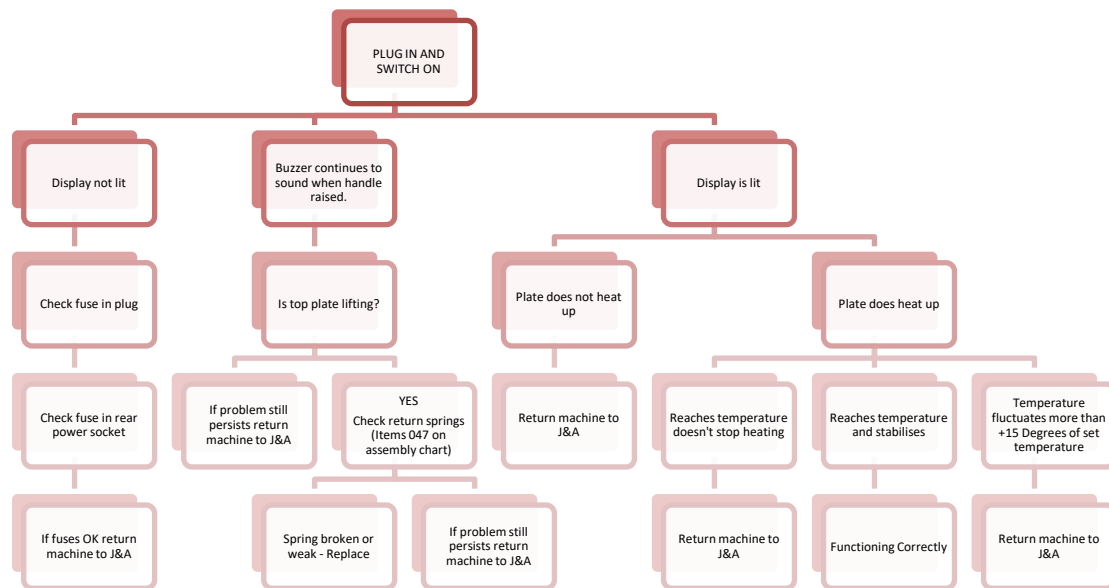 PLUG IN AND
SWITCH ON
Display not lit
Buzzer continues to
sound when handle
raised.
Display is lit
Check fuse in plug
Is top plate lifting?
Plate does not heat
up
Plate does heat up
Check fuse in rear
power socket
If problem still
persists return
machine to J&A
YES
Check return springs
(Items 047 on
assembly chart)
Return machine to
J&A
Reaches temperature
doesn't stop heating
Reaches temperature
and stabilises
Temperature
fluctuates more than
+15 Degrees of set
temperature
If fuses OK return
machine to J&A
Spring broken or
weak - Replace
If problem still
persists return
machine to J&A
Return machine to
J&A
Functioning Correctly
Return machine to
J&A